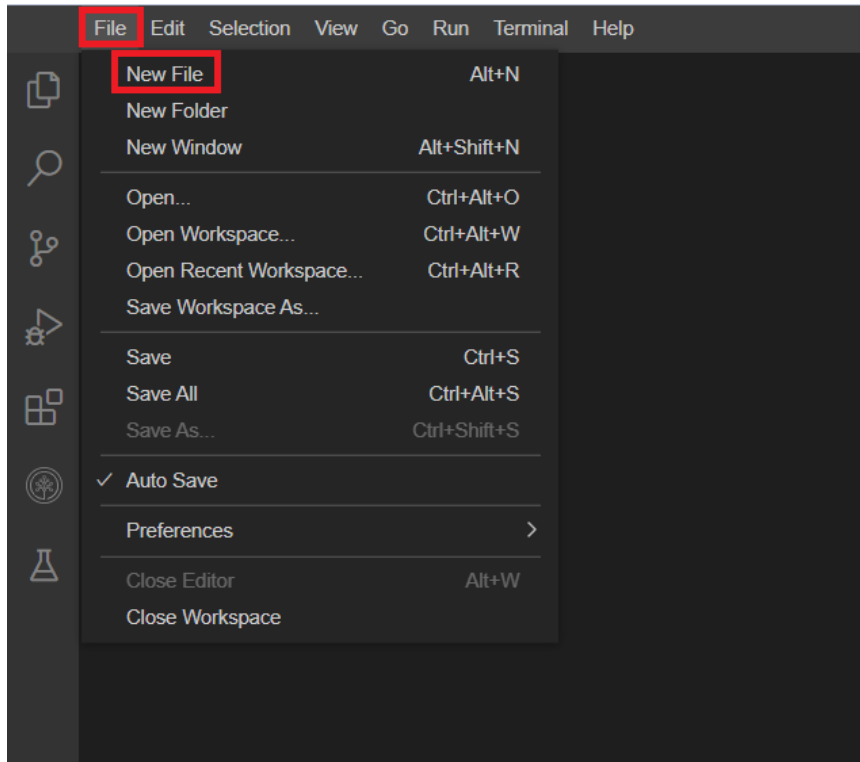 File Edit Selection View Go Run Terminal Help
New File Alt+N
New Folder
New Window Alt+Shift+N
Open... Ctrl+Alt+O
Open Workspace... Ctrl+Alt+W
Open Recent Workspace... Ctrl+Alt+R
Save Workspace As...
Save Ctrl+S
Save All Ctrl+Alt+S
Save As... Ctrl+Shift+S
Auto Save
Preferences
Close Editor Alt+W
Close Workspace